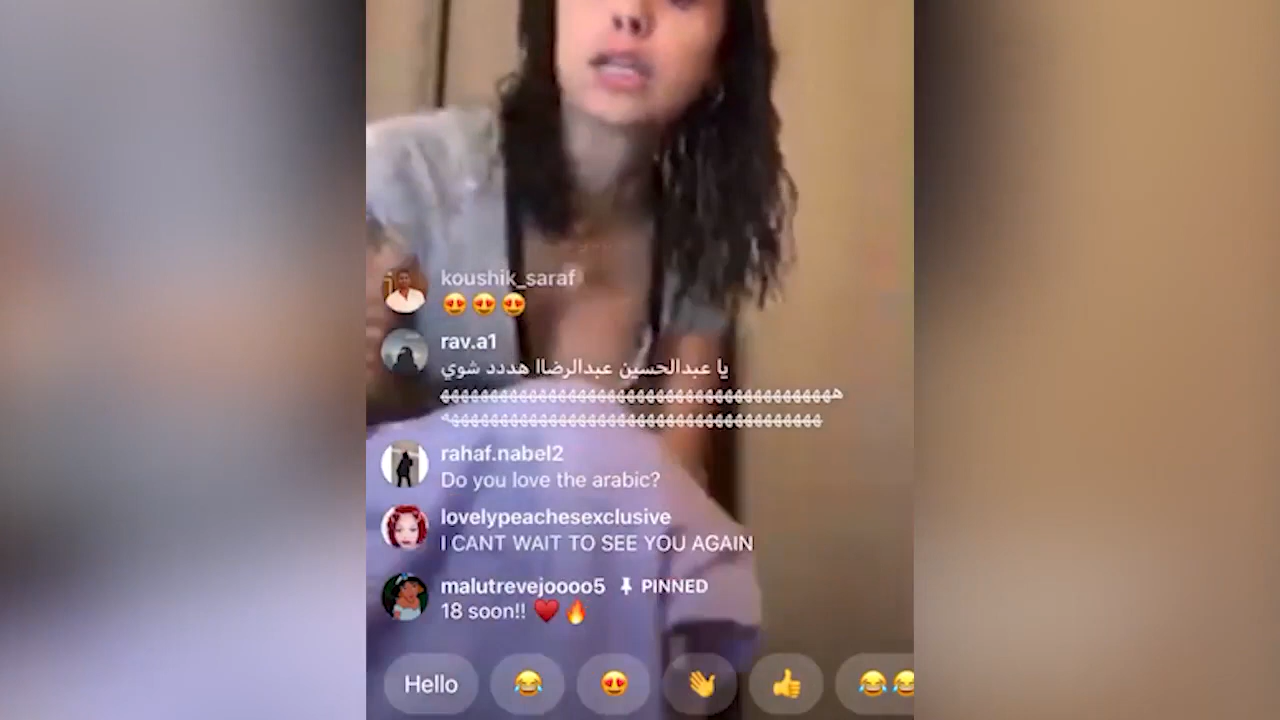 koushik_saraf
😍😍😍
rav.a1
يا عبدالحسين عبدالرضاا هددد شوي
rahaf.nabel2
Do you love the arabic?
lovelypeachesexclusive
I CANT WAIT TO SEE YOU AGAIN
malutrevejoooo5 📌 PINNED
18 soon!! ♥️🔥
Hello 😂 😍 👋 👍 😂😂